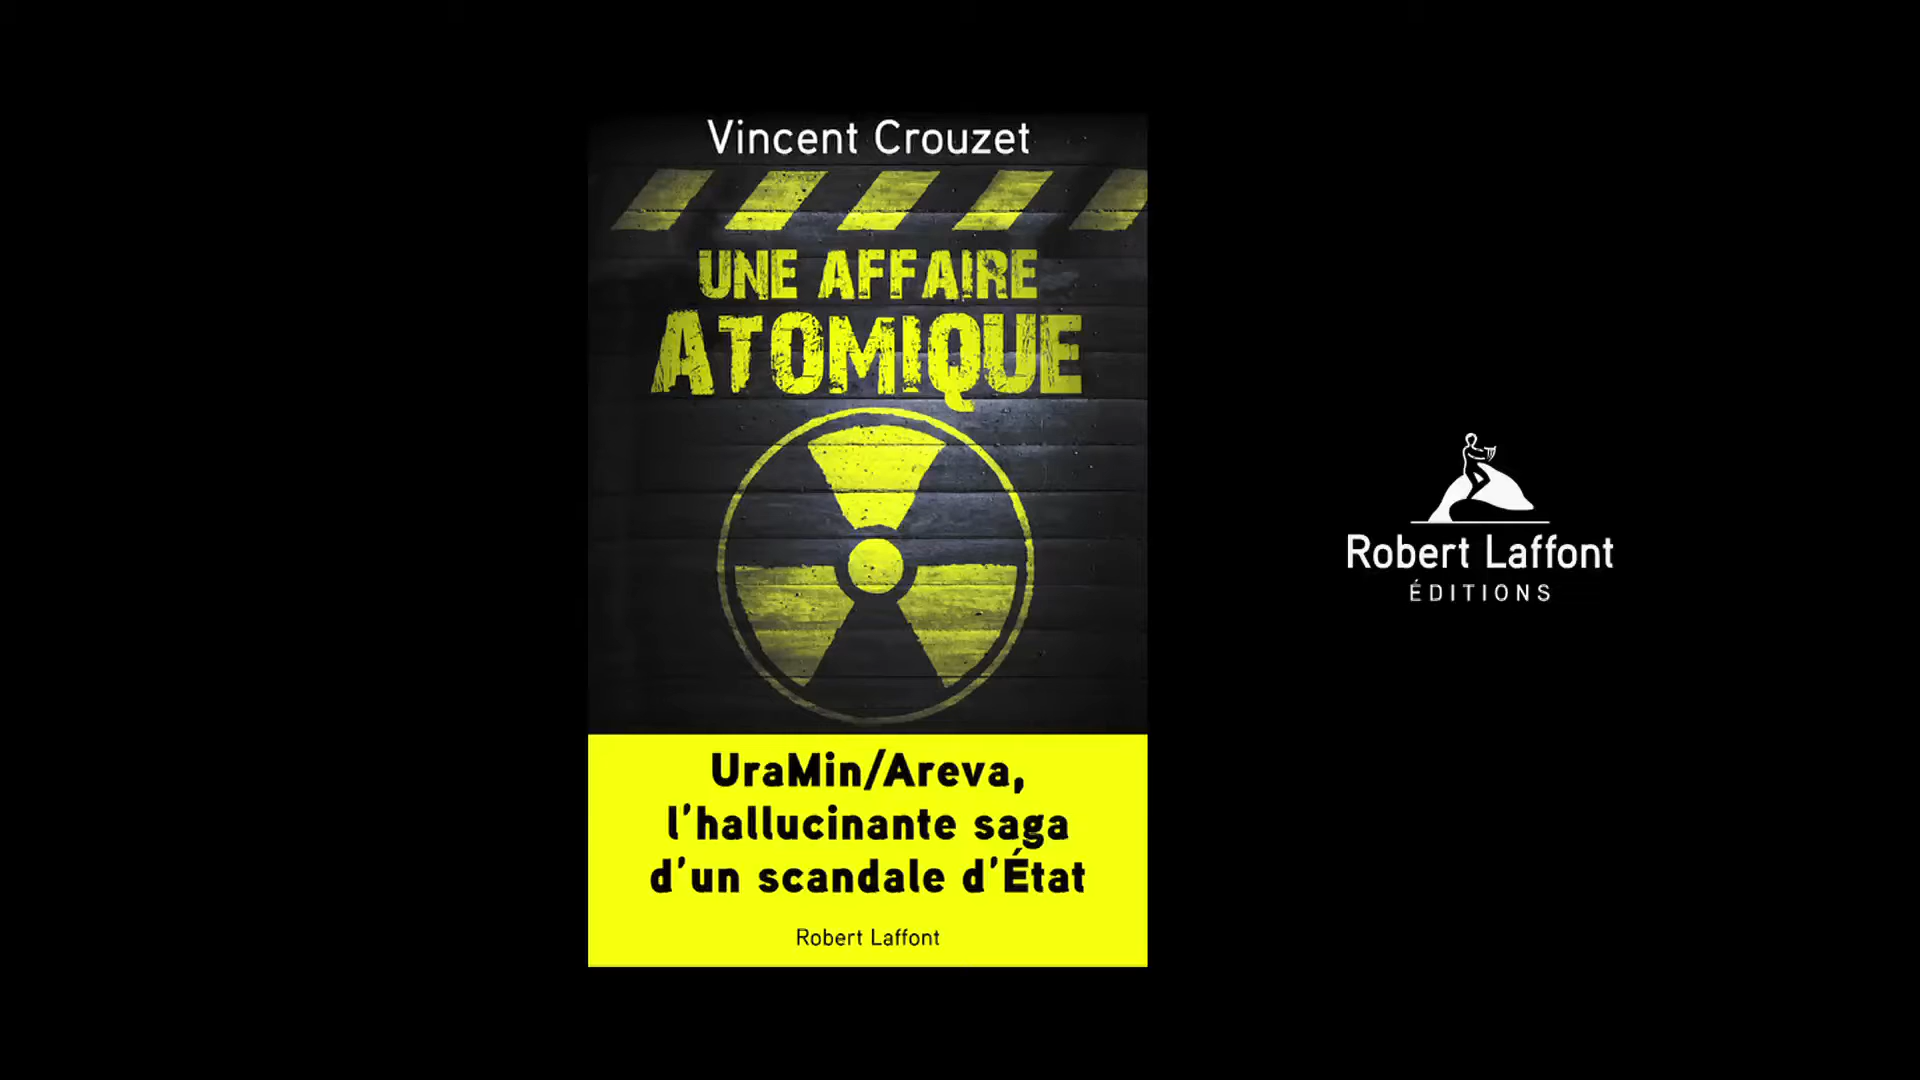 Vincent Crouzet
UNE AFFAIRE
ATOMIQUE
UraMin/Areva,
l'hallucinante saga
d'un scandale d'État
Robert Laffont
Robert Laffont
ÉDITIONS